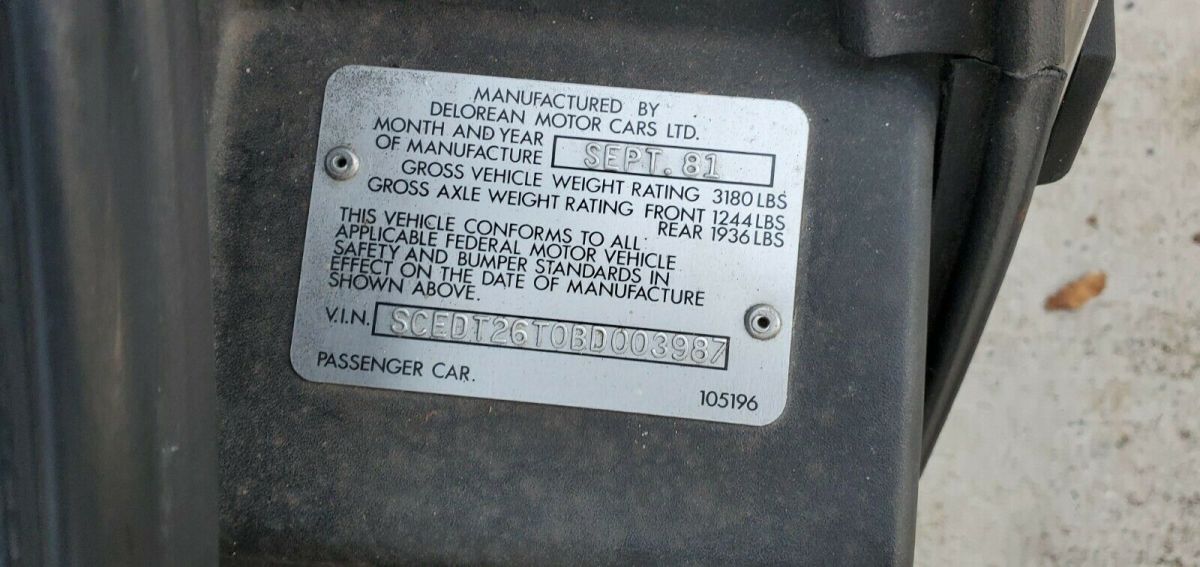 MANUFACTURED BY
DELOREAN MOTOR CARS LTD.
MONTH AND YEAR
OF MANUFACTURE SEPT. 81
GROSS VEHICLE WEIGHT RATING 3180 LBS
GROSS AXLE WEIGHT RATING FRONT 1244 LBS
REAR 1936 LBS
THIS VEHICLE CONFORMS TO ALL
APPLICABLE FEDERAL MOTOR VEHICLE
SAFETY AND BUMPER STANDARDS IN
EFFECT ON THE DATE OF MANUFACTURE
SHOWN ABOVE.
V.I.N. SCEDT26T0BD003987
PASSENGER CAR.
105196